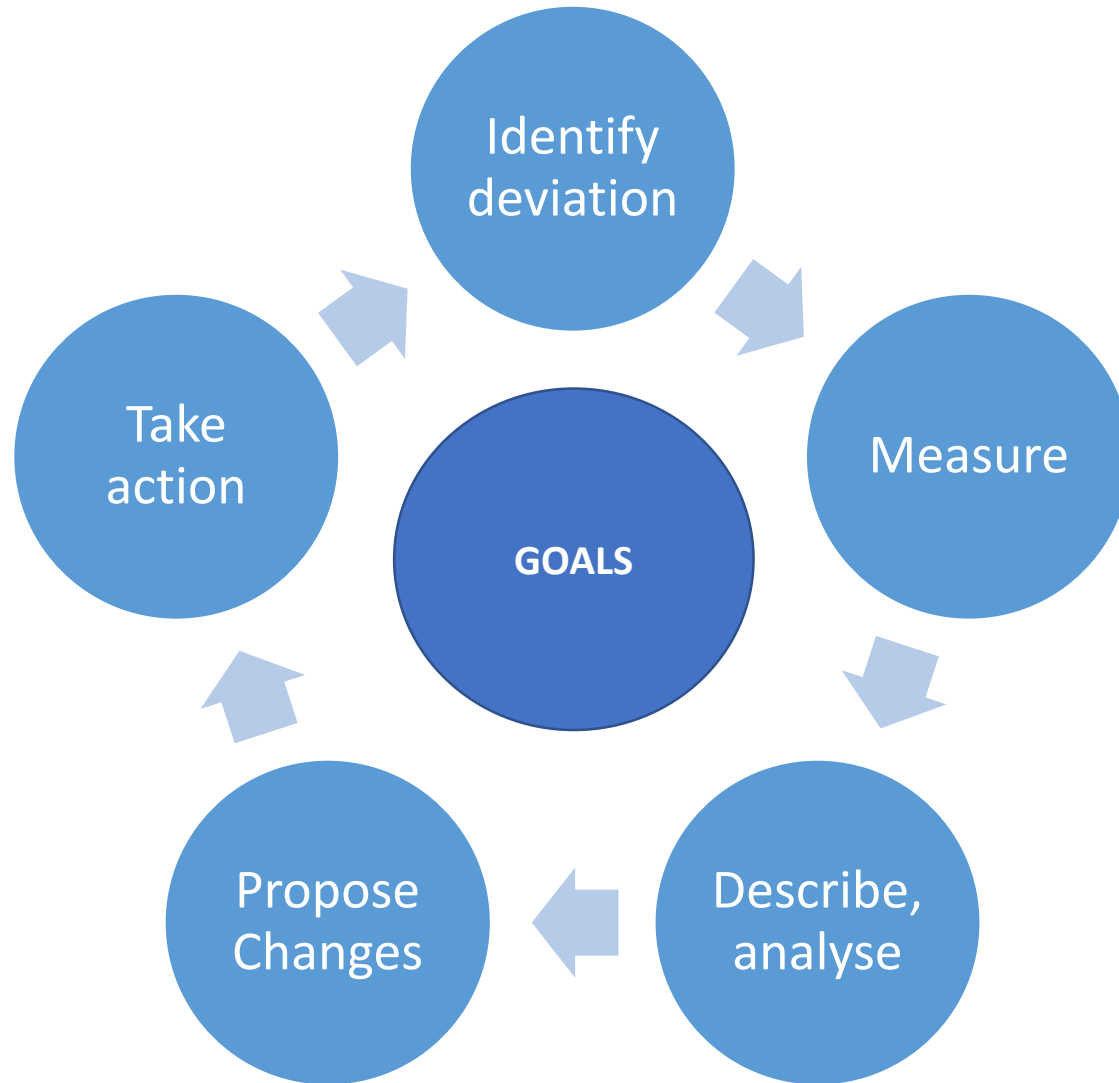 Identify
deviation
Measure
Describe,
analyse
Propose
Changes
Take
action
GOALS